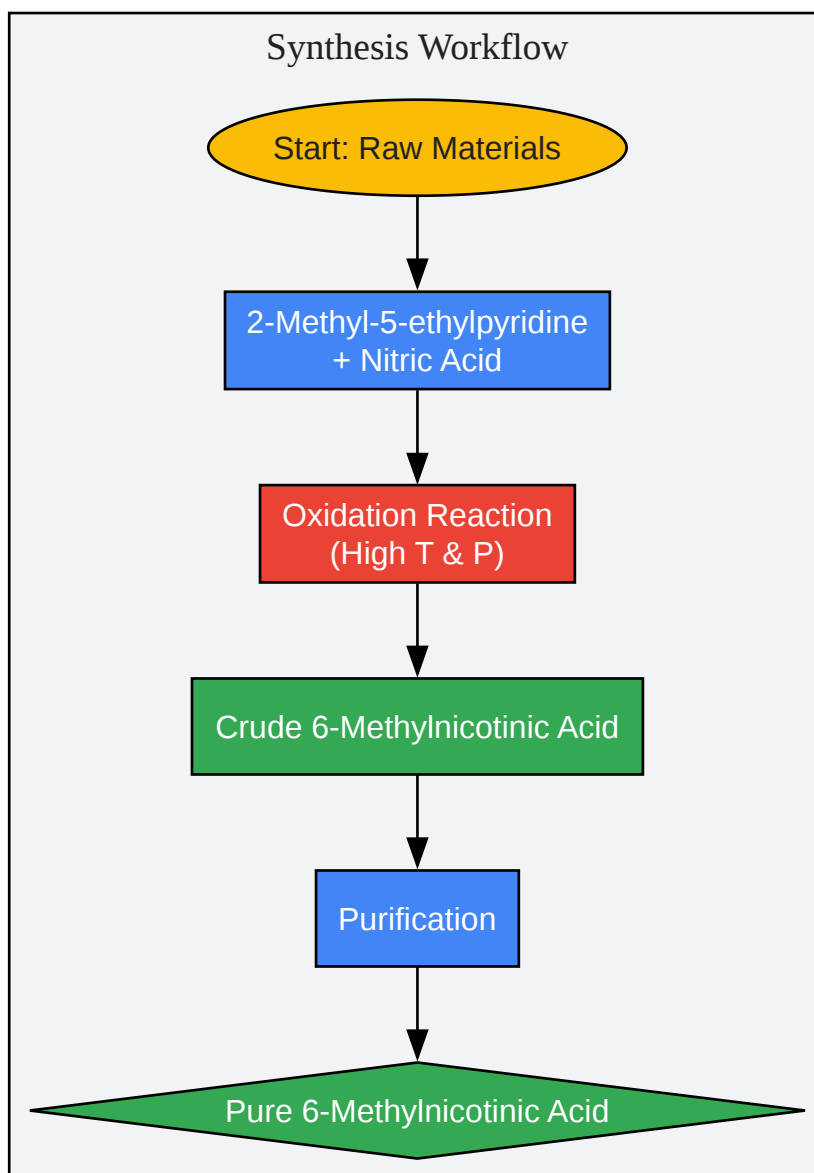 Synthesis Workflow
Start: Raw Materials
2-Methyl-5-ethylpyridine
+ Nitric Acid
Oxidation Reaction
(High T & P)
Crude 6-Methylnicotinic Acid
Purification
Pure 6-Methylnicotinic Acid